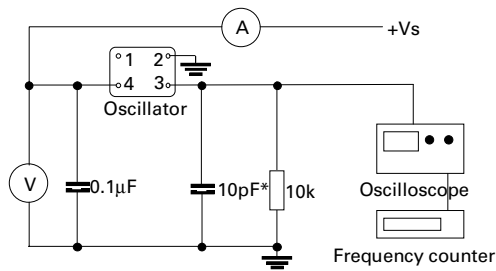 A
+Vs
1 2
4 3
Oscillator
V
0.1μF
10pF*
10k
Oscilloscope
Frequency counter